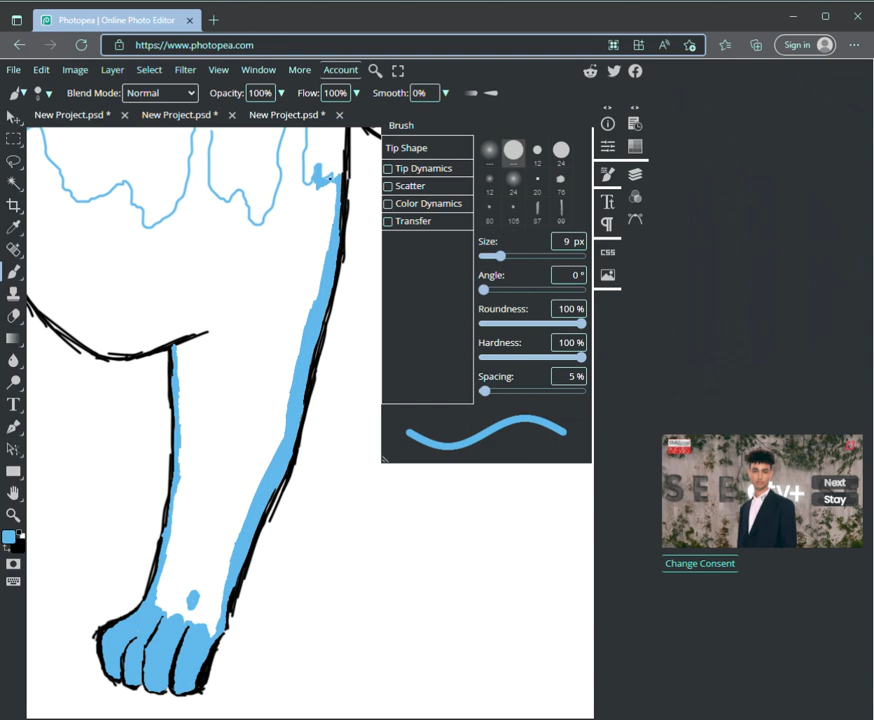 Photopea | Online Photo Editor
https://www.photopea.com
Sign in
File Edit Image Layer Select Filter View Window More Account
Blend Mode: Normal Opacity: 100% Flow: 100% Smooth: 0%
New Project.psd * New Project.psd * New Project.psd *
Brush
Tip Shape
Tip Dynamics
Scatter
Color Dynamics
Transfer
--- --- 12 24
12 24 20 76
80 105 87 99
Size: 9 px
Angle: 0 °
Roundness: 100 %
Hardness: 100 %
Spacing: 5 %
CSS
SEE tv+
Next
Stay
Change Consent